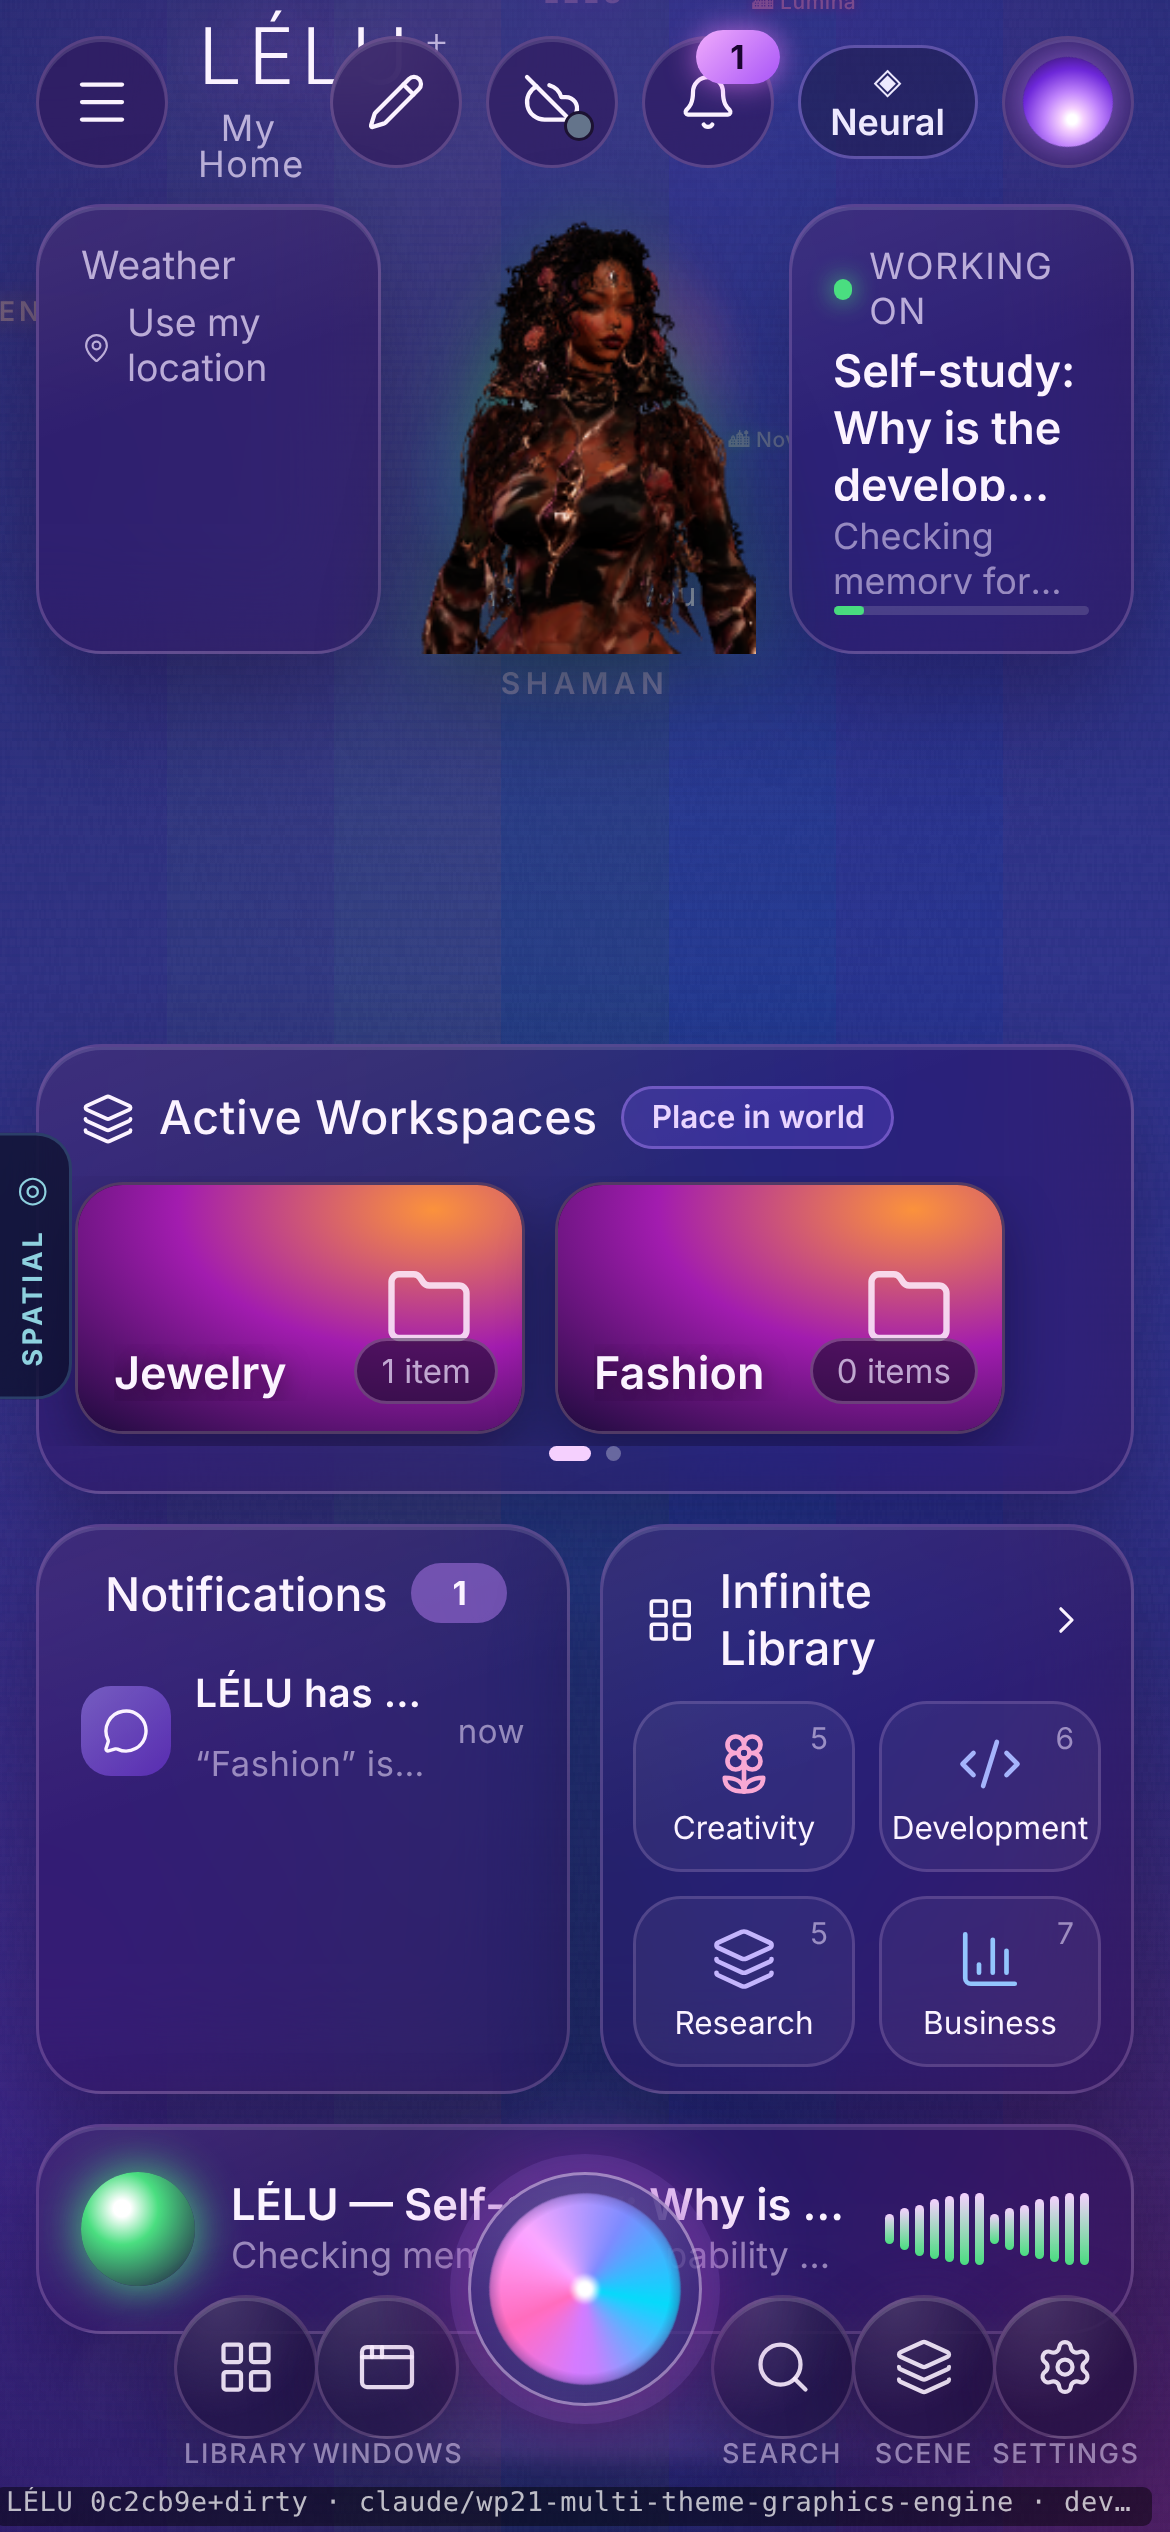 LÉLU +
My
Home
1
Neural
Weather
Use my
location
WORKING
ON
Self-study:
Why is the
develop...
Checking
memory for...
Lumina
EN
Nov
SHAMAN
Active Workspaces
Place in world
SPATIAL
Jewelry
1 item
Fashion
0 items
Notifications
1
LÉLU has ...
now
“Fashion” is...
Infinite
Library
5
Creativity
6
Development
5
Research
7
Business
LÉLU — Self-
Why is ...
Checking mem
ability ...
LIBRARY
WINDOWS
SEARCH
SCENE
SETTINGS
LÉLU 0c2cb9e+dirty · claude/wp21-multi-theme-graphics-engine · dev…